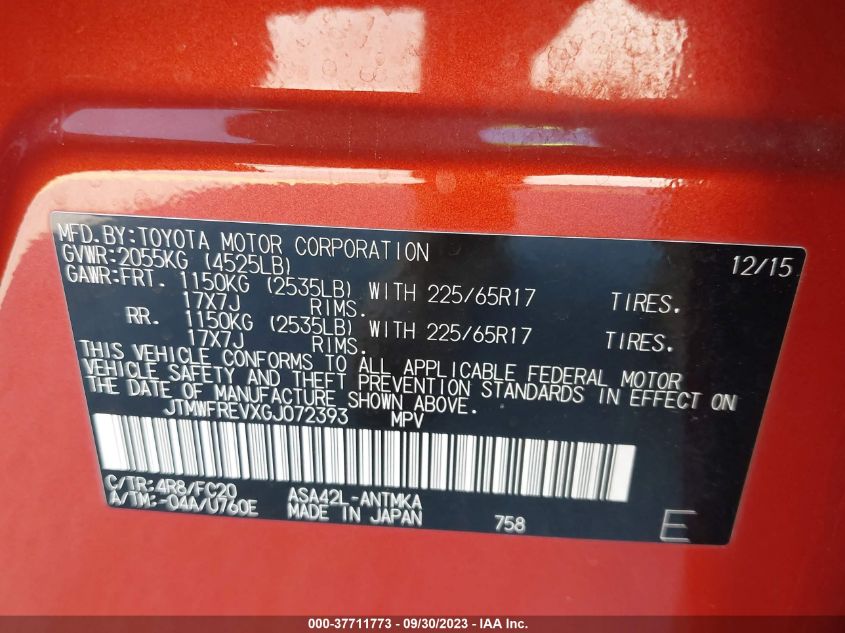 MFD.BY:TOYOTA MOTOR CORPORATION 12/15
GVWR:2055KG (4525LB)
GAWR:FRT. 1150KG (2535LB) WITH 225/65R17 TIRES.
17X7J RIMS.
RR. 1150KG (2535LB) WITH 225/65R17 TIRES.
17X7J RIMS.
THIS VEHICLE CONFORMS TO ALL APPLICABLE FEDERAL MOTOR
VEHICLE SAFETY AND THEFT PREVENTION STANDARDS IN EFFECT ON
THE DATE OF MANUFACTURE SHOWN ABOVE.
JTMWFREVXGJ072393 MPV
C/TR:4R8/FC20 ASA42L-ANTMKA
A/TM:-04A/U760E MADE IN JAPAN 758 E
000-37711773 - 09/30/2023 - IAA Inc.